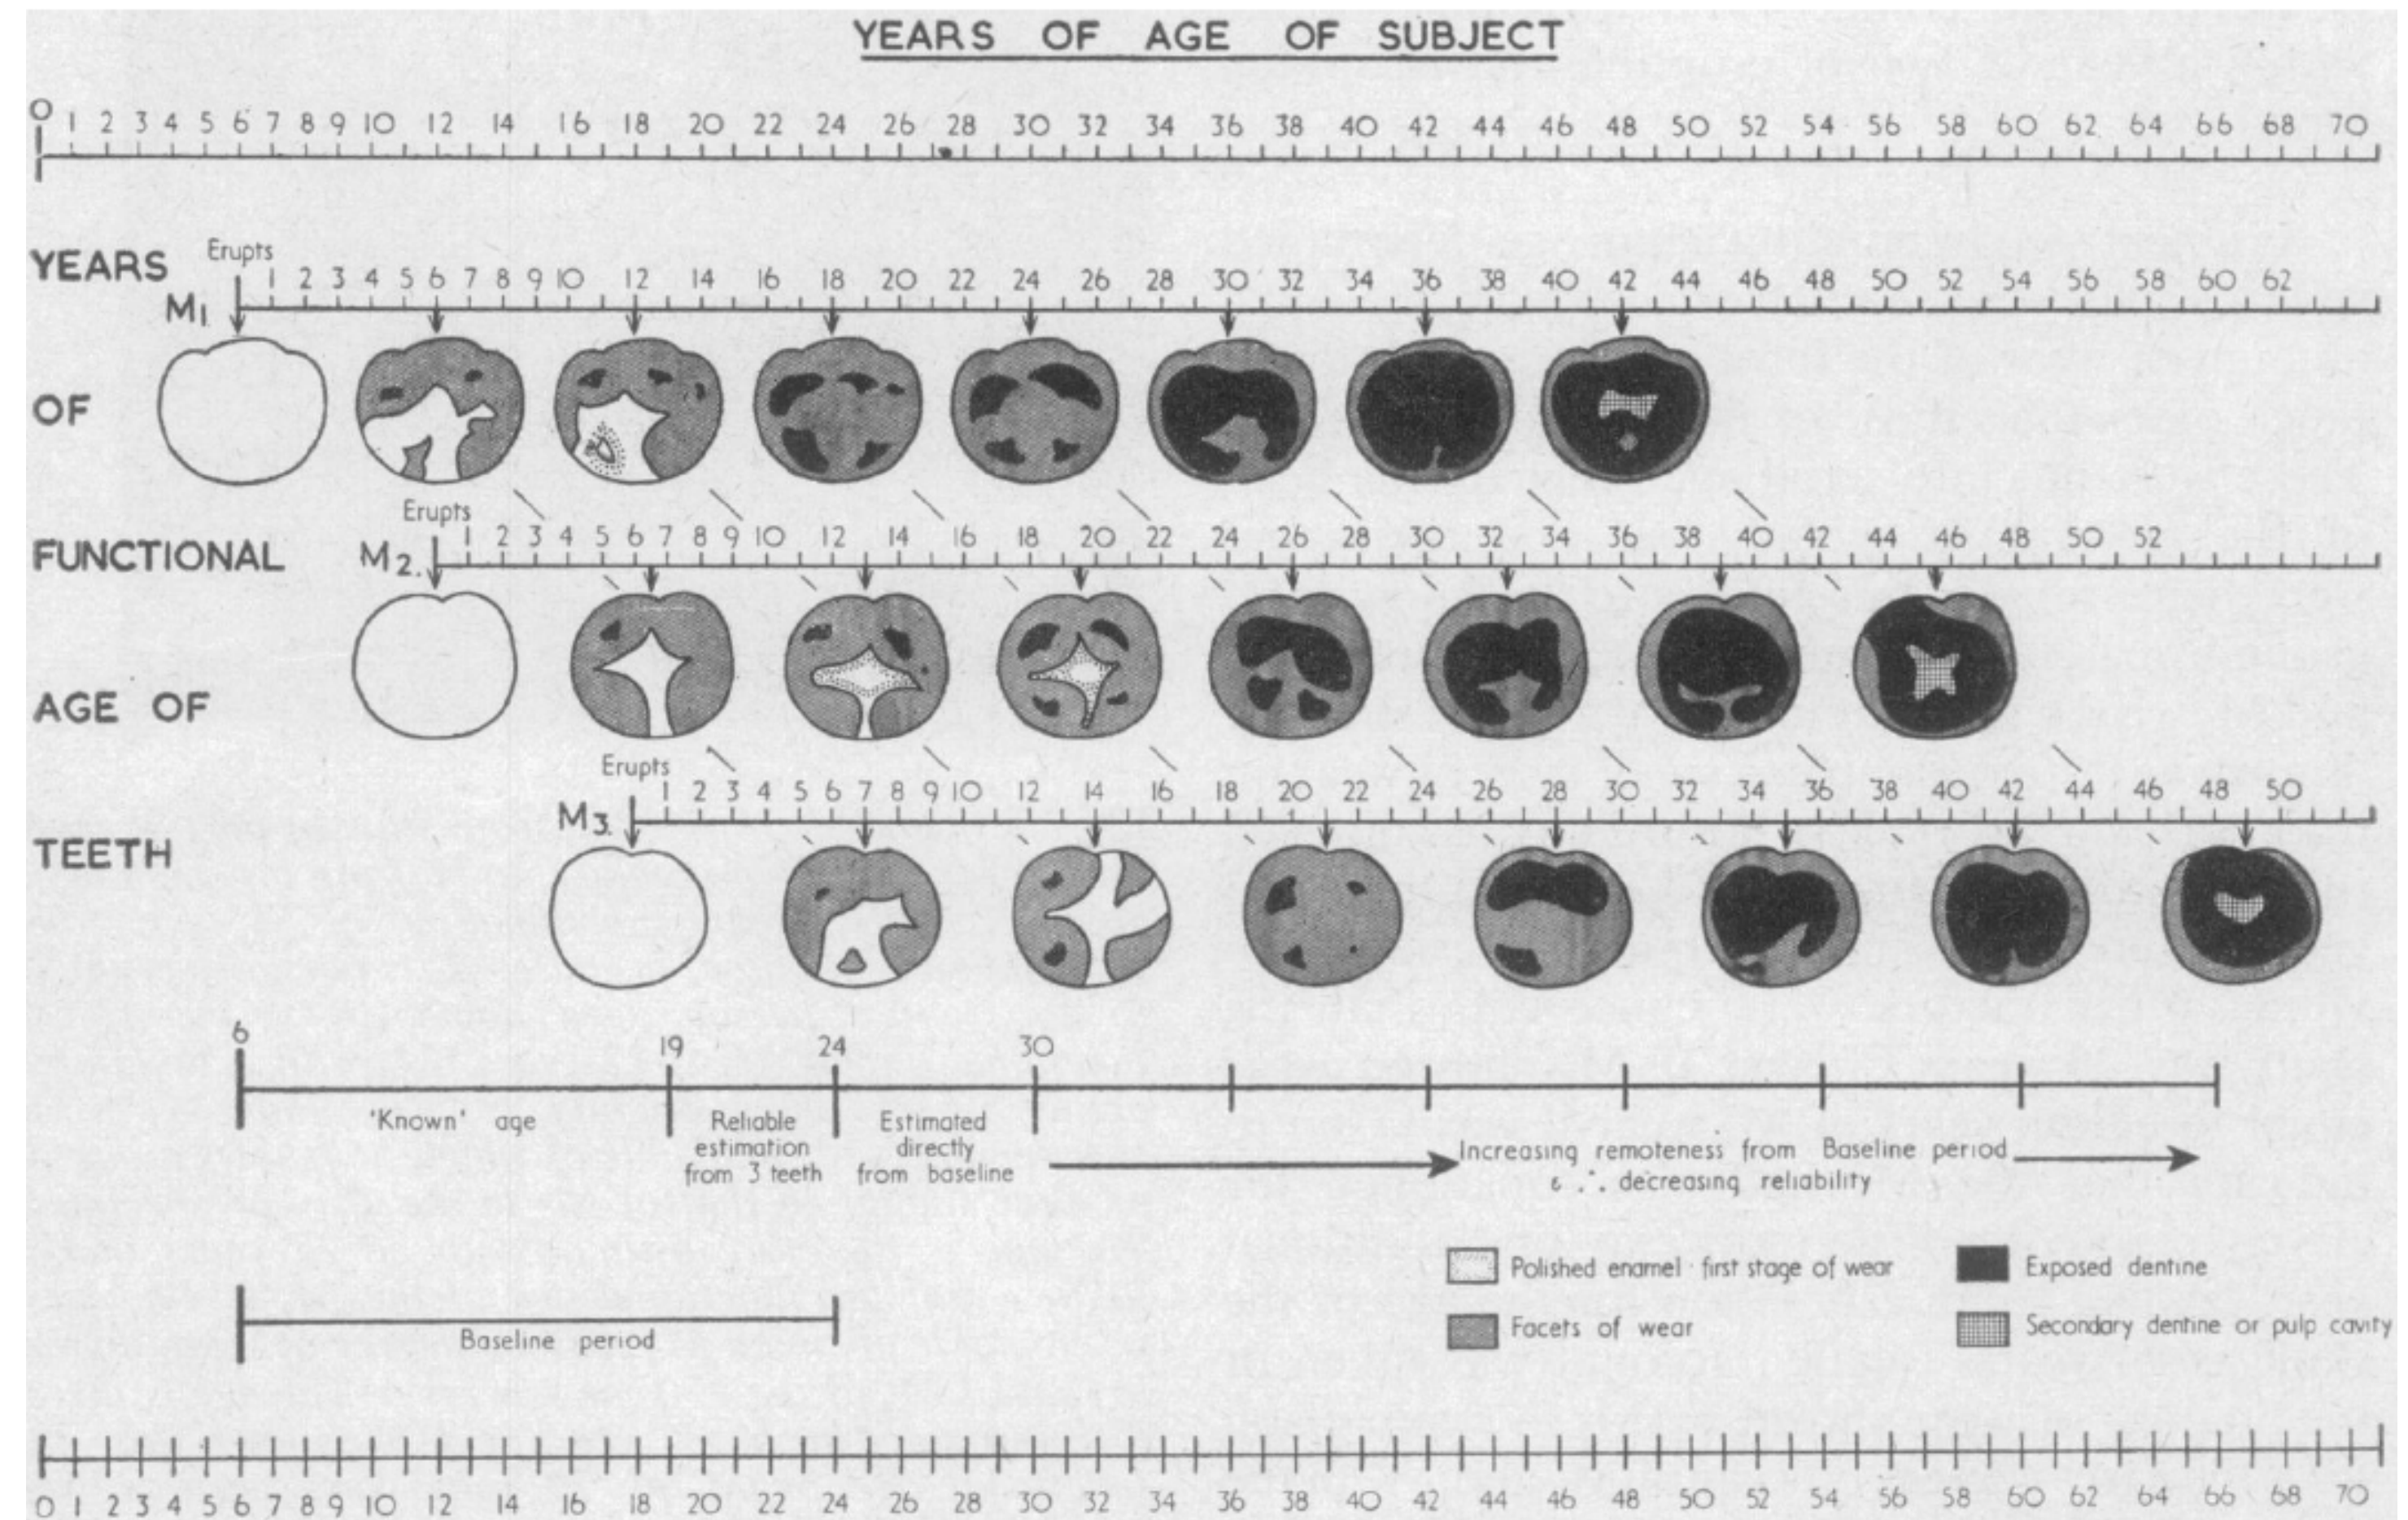 YEARS OF AGE OF SUBJECT
0 1 2 3 4 5 6 7 8 9 10 12 14 16 18 20 22 24 26 28 30 32 34 36 38 40 42 44 46 48 50 52 54 56 58 60 62 64 66 68 70
YEARS
Erupts
M1.
1 2 3 4 5 6 7 8 9 10 12 14 16 18 20 22 24 26 28 30 32 34 36 38 40 42 44 46 48 50 52 54 56 58 60 62
OF
Erupts
FUNCTIONAL
M2.
1 2 3 4 5 6 7 8 9 10 12 14 16 18 20 22 24 26 28 30 32 34 36 38 40 42 44 46 48 50 52
AGE OF
Erupts
M3.
1 2 3 4 5 6 7 8 9 10 12 14 16 18 20 22 24 26 28 30 32 34 36 38 40 42 44 46 48 50
TEETH
6 19 24 30
'Known' age
Reliable
estimation
from 3 teeth
Estimated
directly
from baseline
Increasing remoteness from Baseline period
& ∴ decreasing reliability
Polished enamel · first stage of wear
Exposed dentine
Facets of wear
Secondary dentine or pulp cavity
Baseline period
0 1 2 3 4 5 6 7 8 9 10 12 14 16 18 20 22 24 26 28 30 32 34 36 38 40 42 44 46 48 50 52 54 56 58 60 62 64 66 68 70